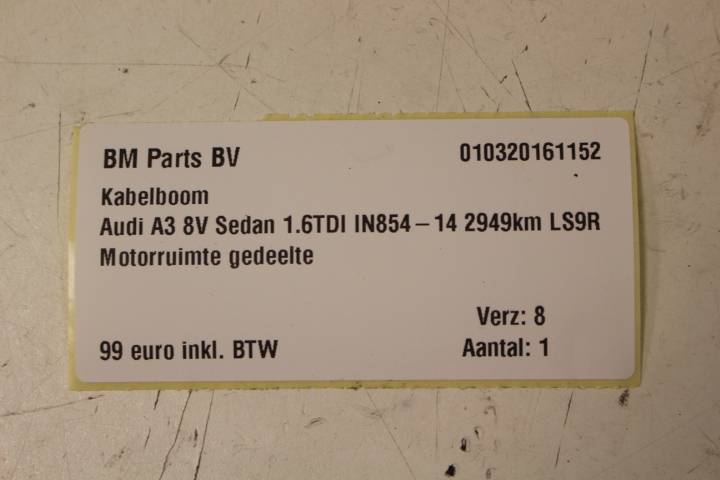 BM Parts BV 010320161152
Kabelboom
Audi A3 8V Sedan 1.6TDI IN854-14 2949km LS9R
Motorruimte gedeelte
Verz: 8
99 euro inkl. BTW Aantal: 1